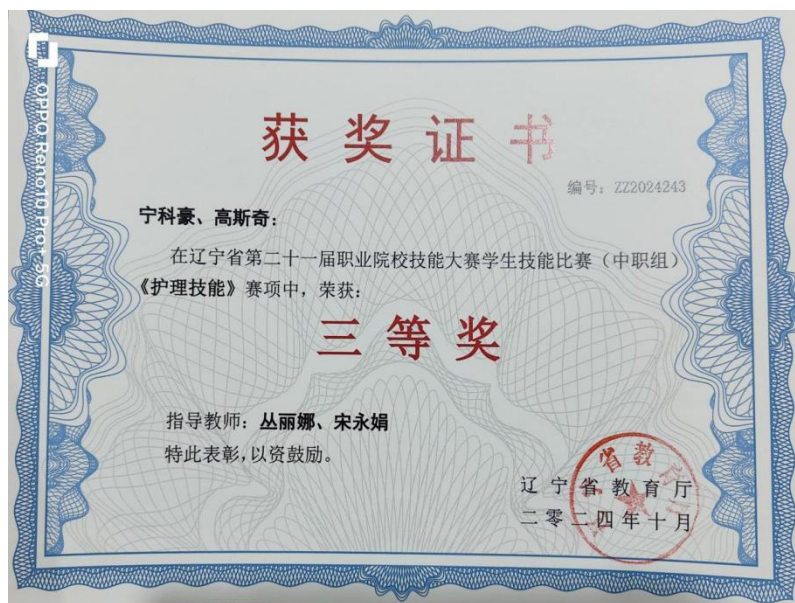 OPPO Reno10 Pro+ 5G
获奖证书
编号：ZZ2024243
宁科豪、高斯奇：
在辽宁省第二十一届职业院校技能大赛学生技能比赛（中职组）
《护理技能》赛项中，荣获：
三等奖
指导教师：丛丽娜、宋永娟
特此表彰，以资鼓励。
辽宁省教育厅
二零二四年十月